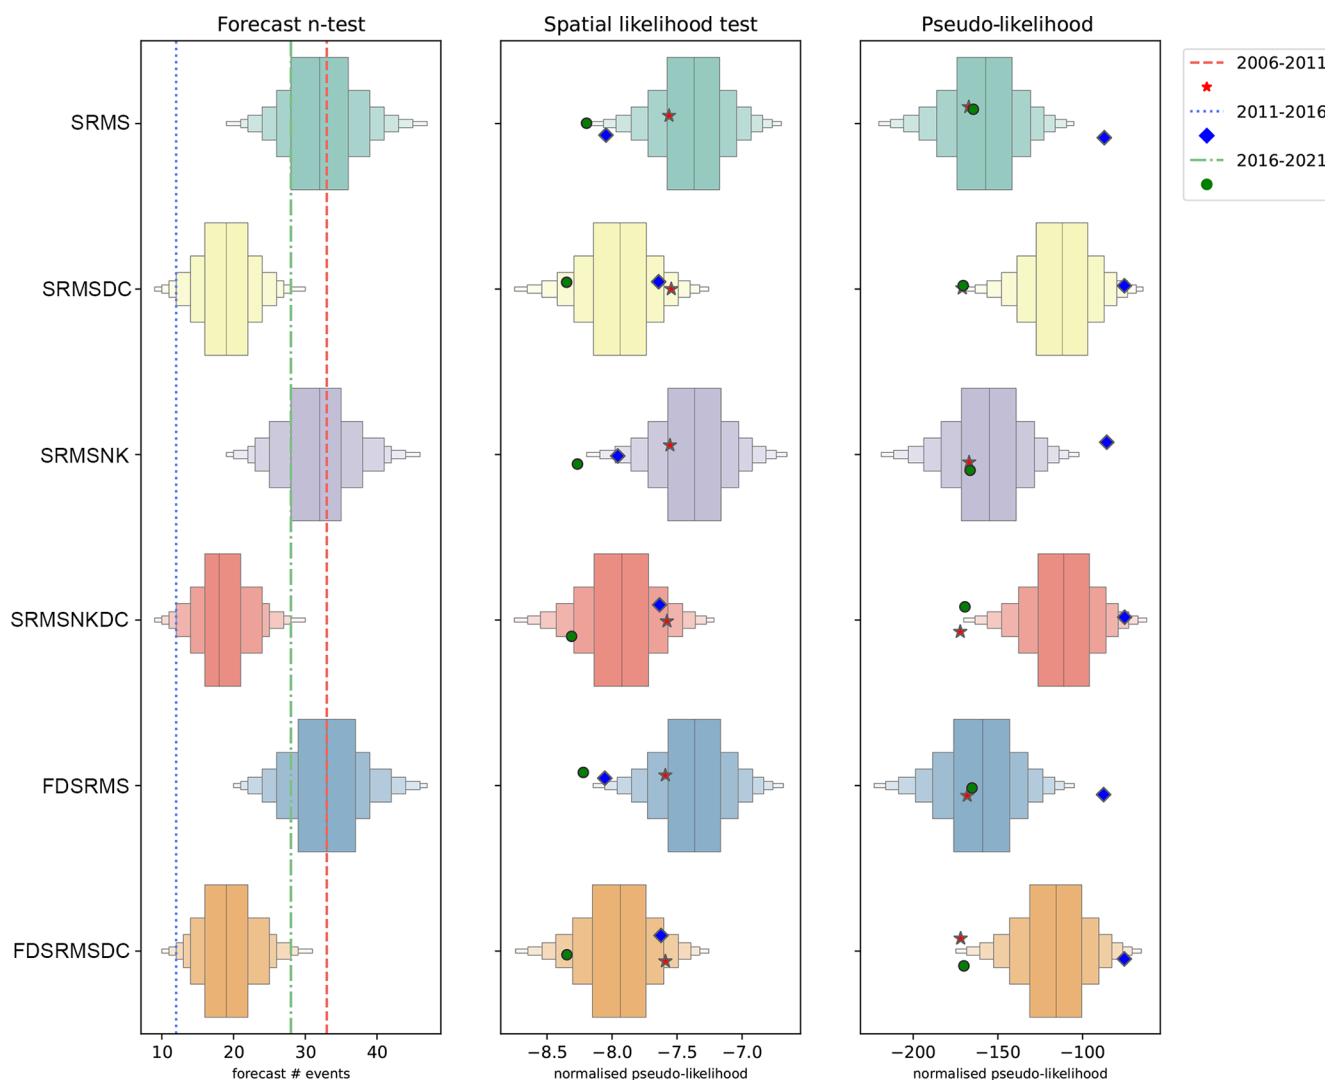 Forecast n-test
Spatial likelihood test
Pseudo-likelihood
2006-2011
2011-2016
2016-2021
SRMS
SRMSDC
SRMSNK
SRMSNKDC
FDSRMS
FDSRMSDC
10 20 30 40
−8.5 −8.0 −7.5 −7.0
−200 −150 −100
forecast # events
normalised pseudo-likelihood
normalised pseudo-likelihood